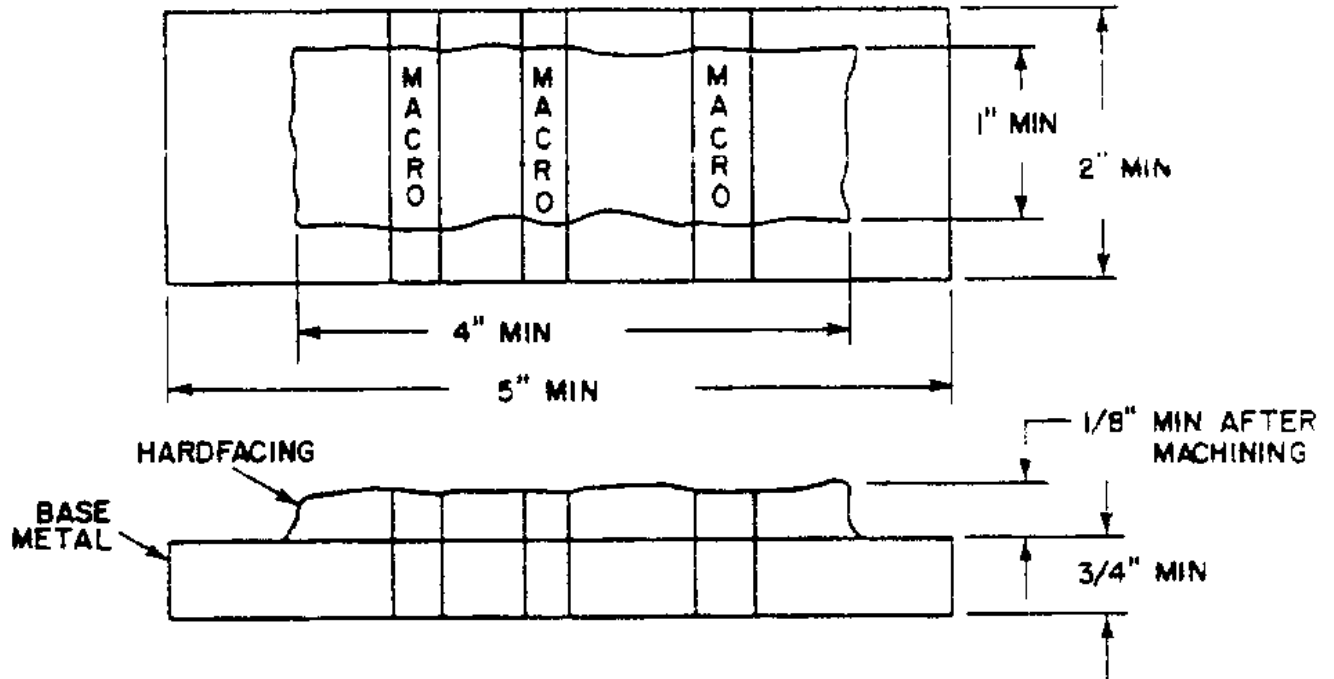 MACRO
MACRO
MACRO
1" MIN
2" MIN
4" MIN
5" MIN
1/8" MIN AFTER
MACHINING
HARDFACING
BASE
METAL
3/4" MIN